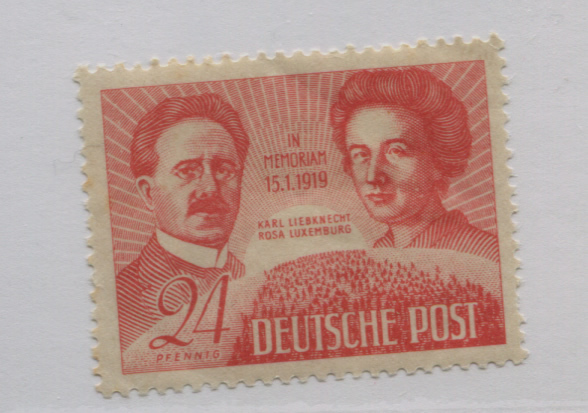 IN
MEMORIAM
15.1.1919
KARL LIEBKNECHT
ROSA LUXEMBURG
24
PFENNIG
DEUTSCHE POST